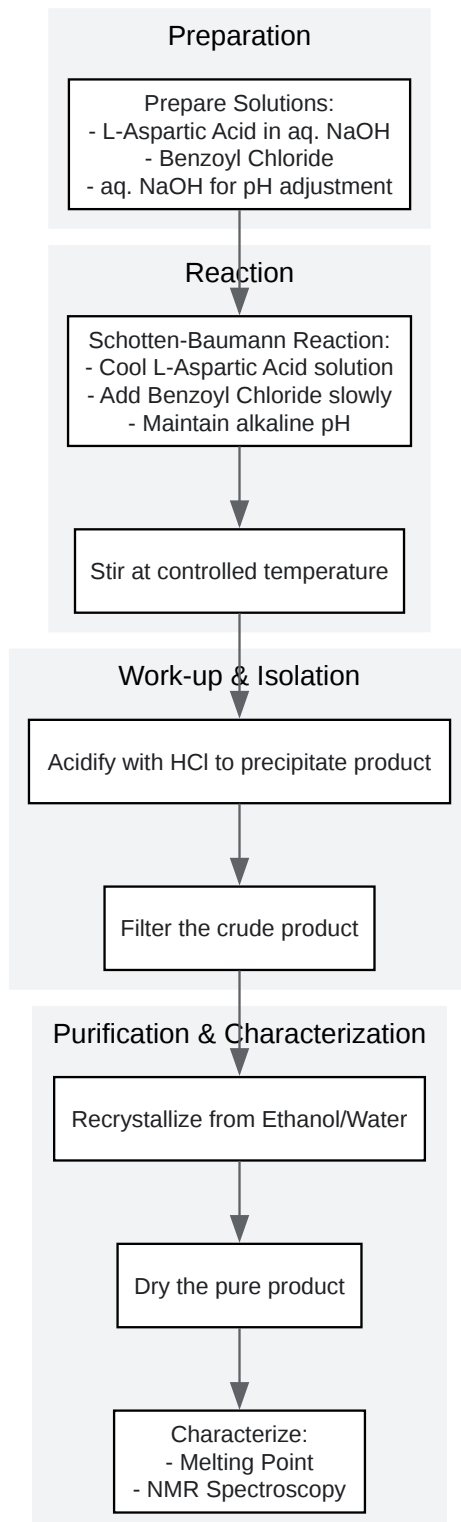 Preparation
Prepare Solutions:
- L-Aspartic Acid in aq. NaOH
- Benzoyl Chloride
- aq. NaOH for pH adjustment
Reaction
Schotten-Baumann Reaction:
- Cool L-Aspartic Acid solution
- Add Benzoyl Chloride slowly
- Maintain alkaline pH
Stir at controlled temperature
Work-up & Isolation
Acidify with HCl to precipitate product
Filter the crude product
Purification & Characterization
Recrystallize from Ethanol/Water
Dry the pure product
Characterize:
- Melting Point
- NMR Spectroscopy